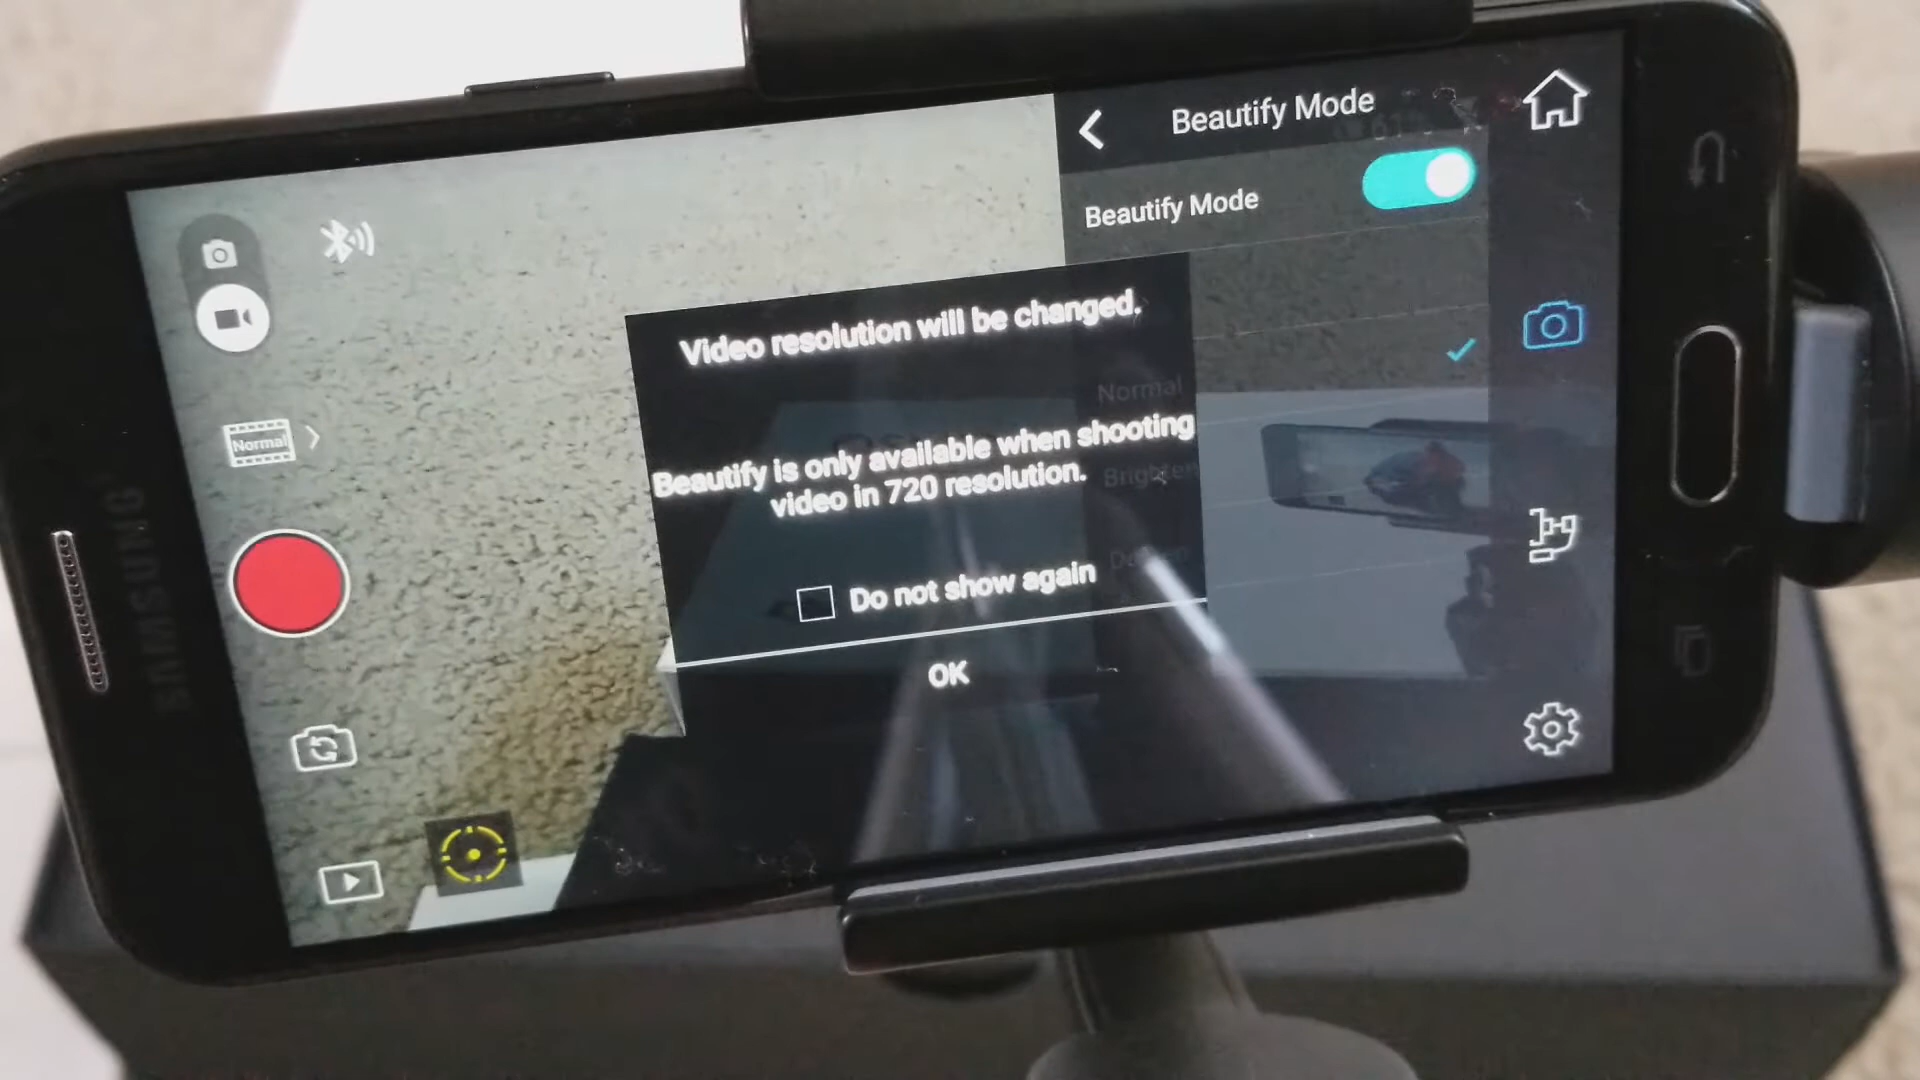 Beautify Mode
Beautify Mode
Video resolution will be changed.
Normal
Beautify is only available when shooting
video in 720 resolution.
Do not show again
OK
Normal
SAMSUNG